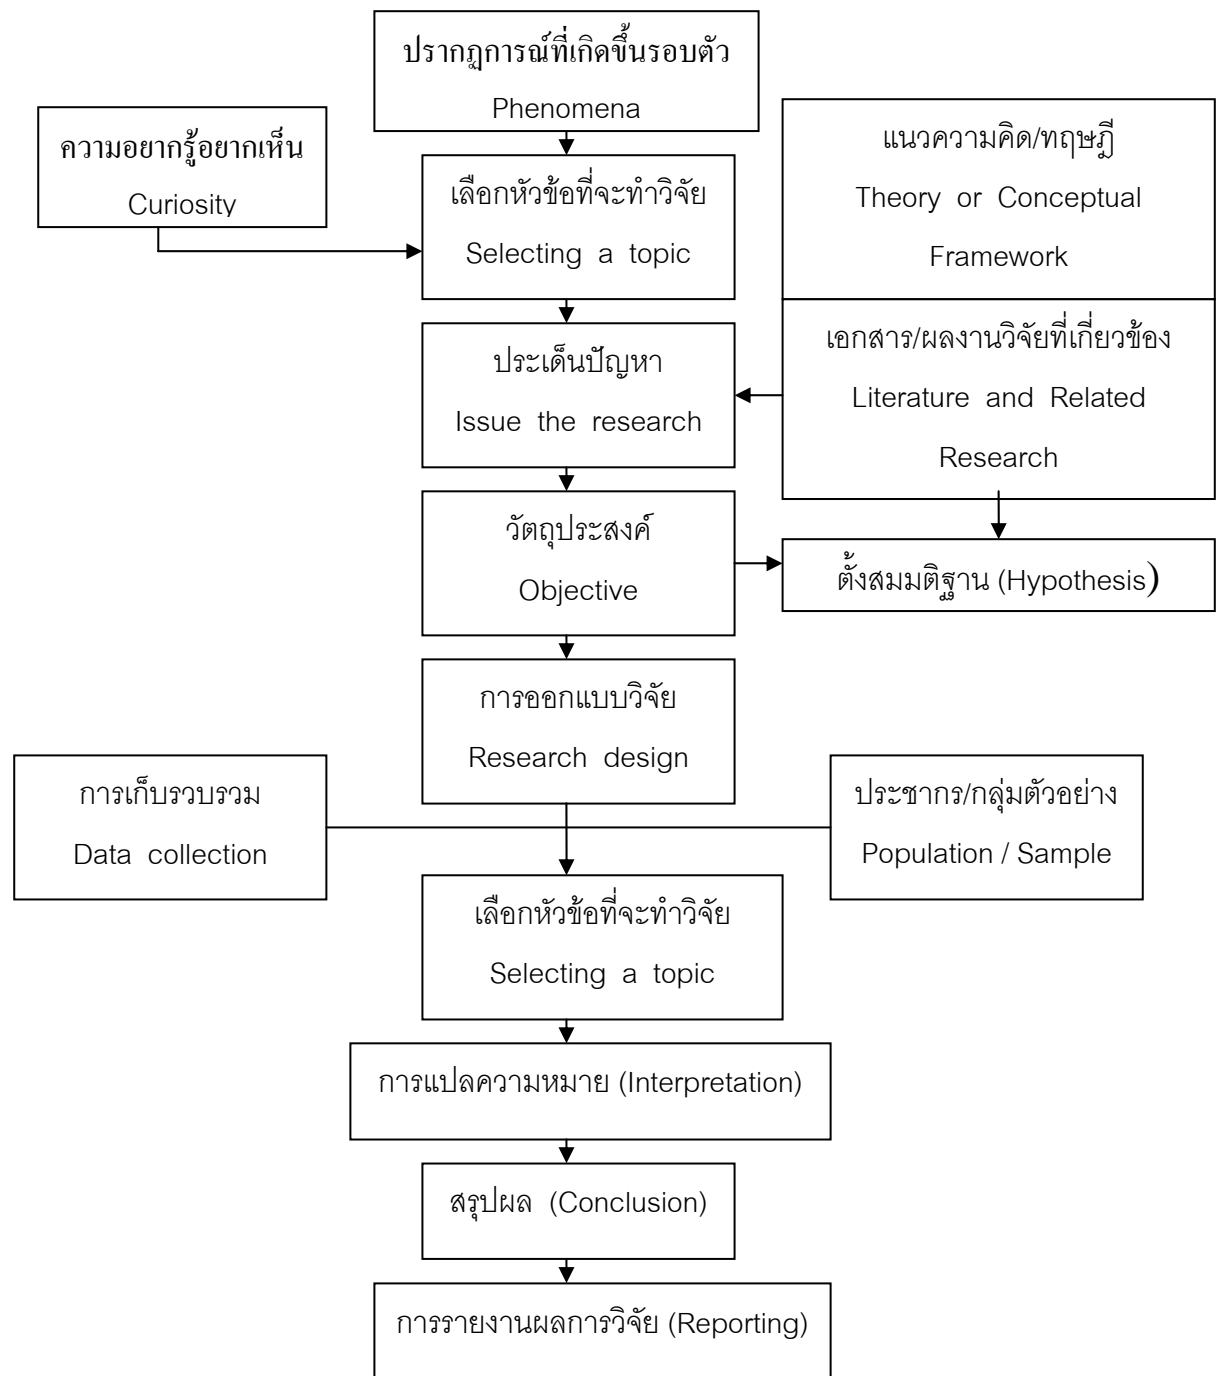 ปรากฏการณ์ที่เกิดขึ้นรอบตัว
Phenomena
ความอยากรู้อยากเห็น
Curiosity
แนวความคิด/ทฤษฎี
Theory or Conceptual
Framework
เลือกหัวข้อที่จะทำวิจัย
Selecting a topic
ประเด็นปัญหา
Issue the research
เอกสาร/ผลงานวิจัยที่เกี่ยวข้อง
Literature and Related
Research
วัตถุประสงค์
Objective
ตั้งสมมติฐาน (Hypothesis)
การออกแบบวิจัย
Research design
การเก็บรวบรวม
Data collection
ประชากร/กลุ่มตัวอย่าง
Population / Sample
เลือกหัวข้อที่จะทำวิจัย
Selecting a topic
การแปลความหมาย (Interpretation)
สรุปผล (Conclusion)
การรายงานผลการวิจัย (Reporting)